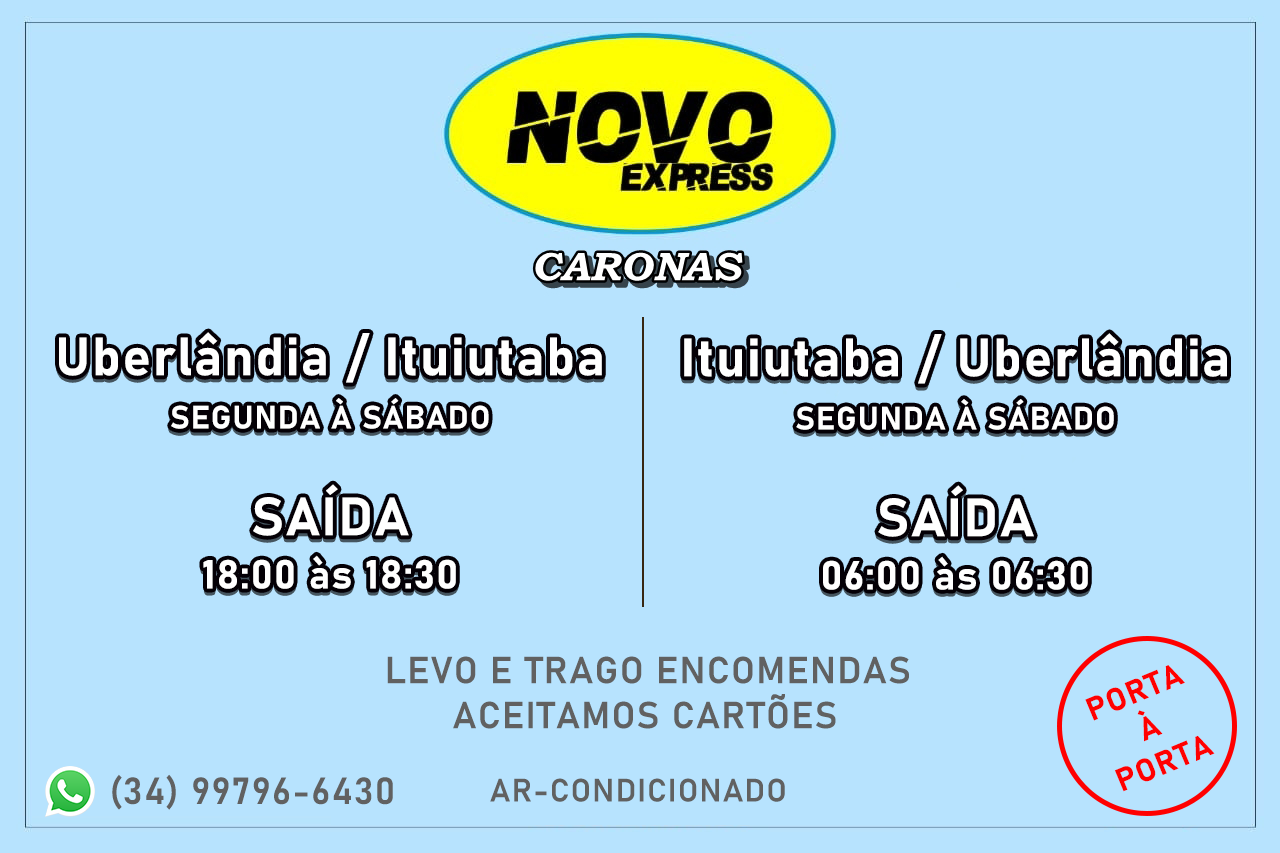 NOVO
EXPRESS
CARONAS
Uberlândia / Ituiutaba
SEGUNDA À SÁBADO
SAÍDA
18:00 às 18:30
Ituiutaba / Uberlândia
SEGUNDA À SÁBADO
SAÍDA
06:00 às 06:30
LEVO E TRAGO ENCOMENDAS
ACEITAMOS CARTÕES
PORTA
À
PORTA
(34) 99796-6430
AR-CONDICIONADO